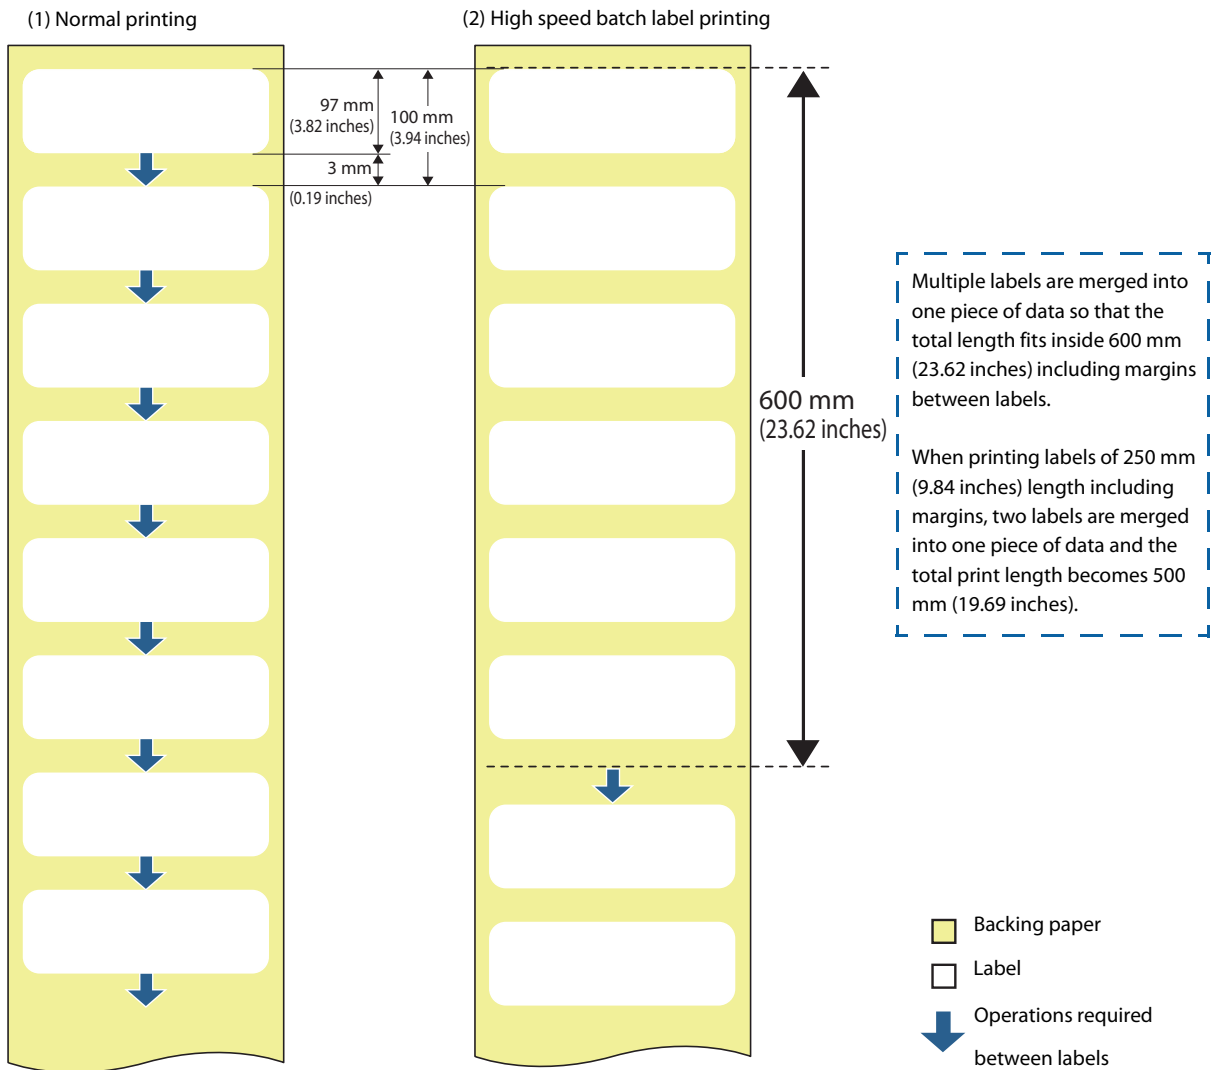 (1) Normal printing
(2) High speed batch label printing
97 mm
(3.82 inches)
100 mm
(3.94 inches)
3 mm
(0.19 inches)
600 mm
(23.62 inches)
Multiple labels are merged into
one piece of data so that the
total length fits inside 600 mm
(23.62 inches) including margins
between labels.
When printing labels of 250 mm
(9.84 inches) length including
margins, two labels are merged
into one piece of data and the
total print length becomes 500
mm (19.69 inches).
Backing paper
Label
Operations required
between labels